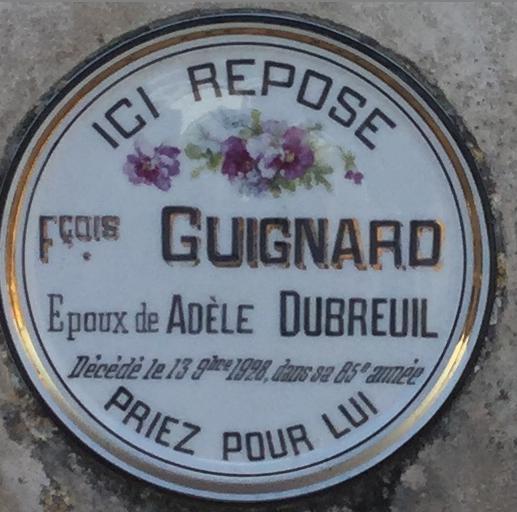 ICI REPOSE
Fçois GUIGNARD
Epoux de ADÈLE DUBREUIL
Décédé le 13 9bre 1928, dans sa 85e année
PRIEZ POUR LUI